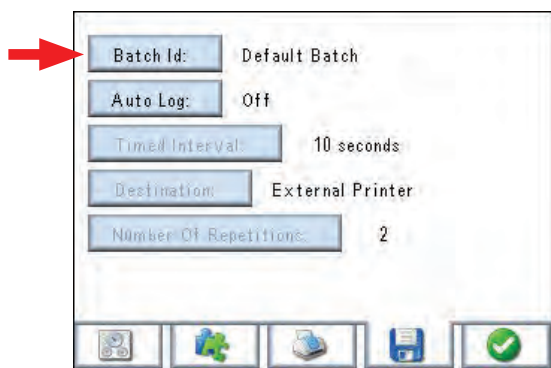 Batch Id: Default Batch
Auto Log: Off
Timed Interval: 10 seconds
Destination: External Printer
Number Of Repetitions: 2